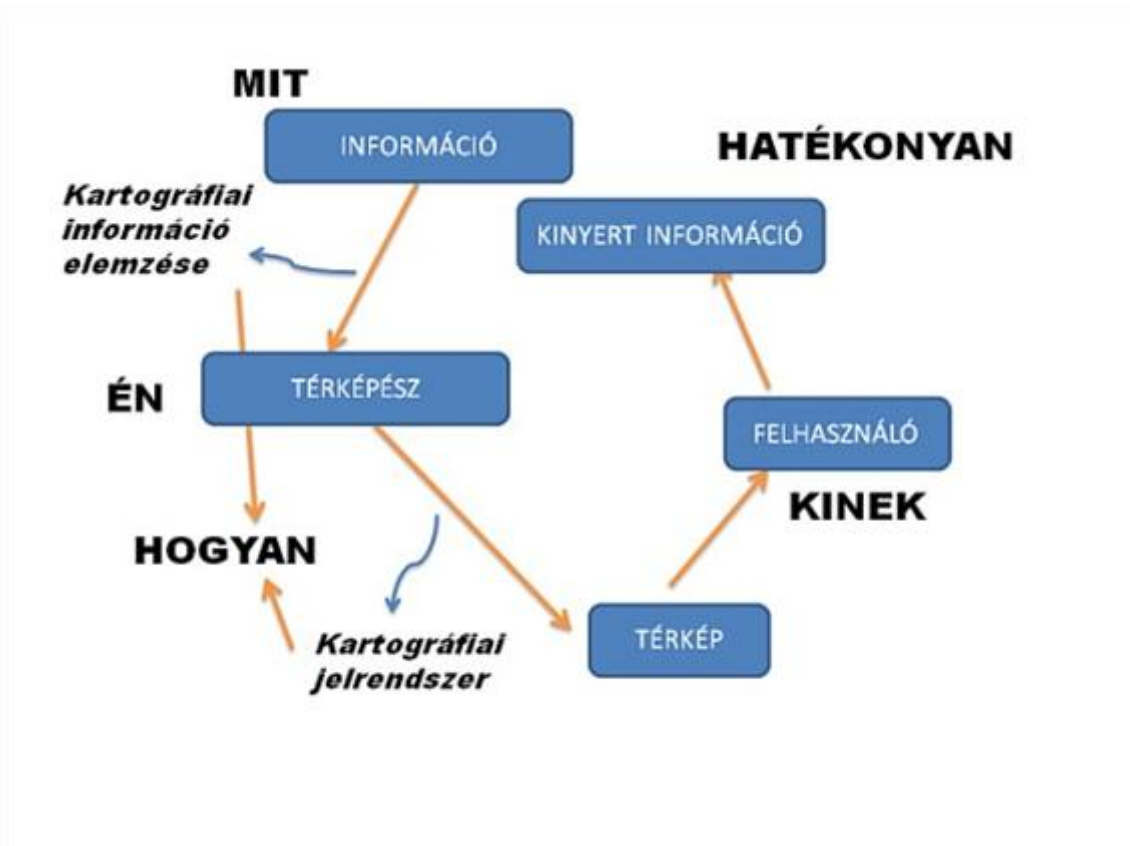 MIT
INFORMÁCIÓ
HATÉKONYAN
Kartográfiai
információ
elemzése
KINYERT INFORMÁCIÓ
ÉN
TÉRKÉPÉSZ
FELHASZNÁLÓ
KINEK
HOGYAN
Kartográfiai
jelrendszer
TÉRKÉP